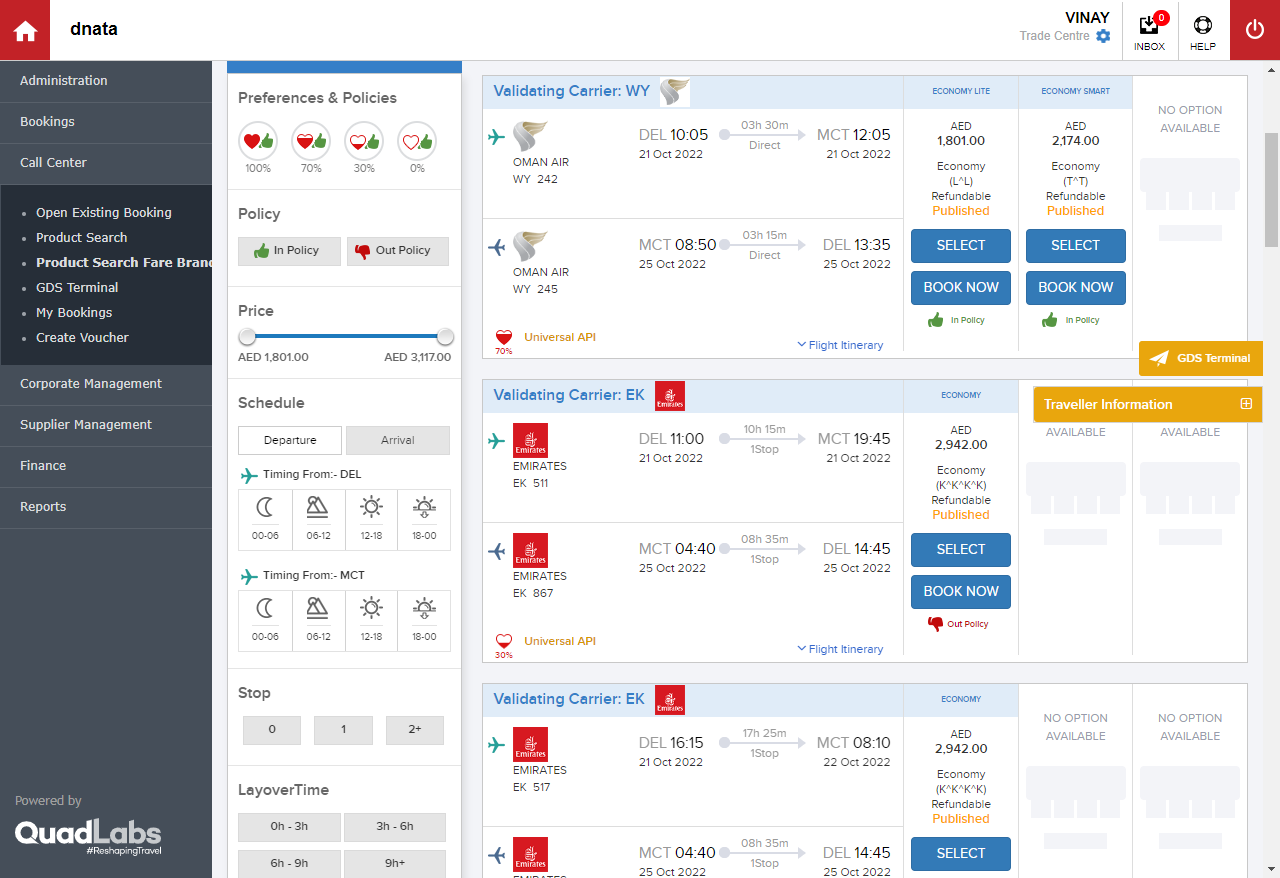 dnata
VINAY
Trade Centre
0
INBOX
HELP
Administration
Bookings
Call Center
Open Existing Booking
Product Search
Product Search Fare Bran
GDS Terminal
My Bookings
Create Voucher
Corporate Management
Supplier Management
Finance
Reports
Powered by
QuadLabs
#ReshapingTravel
Preferences & Policies
100% 70% 30% 0%
Policy
In Policy Out Policy
Price
AED 1,801.00 AED 3,117.00
Schedule
Departure Arrival
Timing From:- DEL
00-06 06-12 12-18 18-00
Timing From:- MCT
00-06 06-12 12-18 18-00
Stop
0 1 2+
LayoverTime
0h - 3h 3h - 6h
6h - 9h 9h+
Validating Carrier: WY
ECONOMY LITE
ECONOMY SMART
OMAN AIR
WY 242
DEL 10:05
21 Oct 2022
03h 30m
Direct
MCT 12:05
21 Oct 2022
OMAN AIR
WY 245
MCT 08:50
25 Oct 2022
03h 15m
Direct
DEL 13:35
25 Oct 2022
70%
Universal API
Flight Itinerary
AED
1,801.00
Economy
(L^L)
Refundable
Published
SELECT
BOOK NOW
In Policy
AED
2,174.00
Economy
(T^T)
Refundable
Published
SELECT
BOOK NOW
In Policy
NO OPTION
AVAILABLE
GDS Terminal
Traveller Information
Validating Carrier: EK
Emirates
ECONOMY
Emirates
EMIRATES
EK 511
DEL 11:00
21 Oct 2022
10h 15m
1Stop
MCT 19:45
21 Oct 2022
Emirates
EMIRATES
EK 867
MCT 04:40
25 Oct 2022
08h 35m
1Stop
DEL 14:45
25 Oct 2022
30%
Universal API
Flight Itinerary
AED
2,942.00
Economy
(K^K^K^K)
Refundable
Published
SELECT
BOOK NOW
Out Policy
AVAILABLE
AVAILABLE
Validating Carrier: EK
Emirates
ECONOMY
Emirates
EMIRATES
EK 517
DEL 16:15
21 Oct 2022
17h 25m
1Stop
MCT 08:10
22 Oct 2022
Emirates
EMIRATES
MCT 04:40
25 Oct 2022
08h 35m
1Stop
DEL 14:45
25 Oct 2022
AED
2,942.00
Economy
(K^K^K^K)
Refundable
Published
SELECT
NO OPTION
AVAILABLE
NO OPTION
AVAILABLE